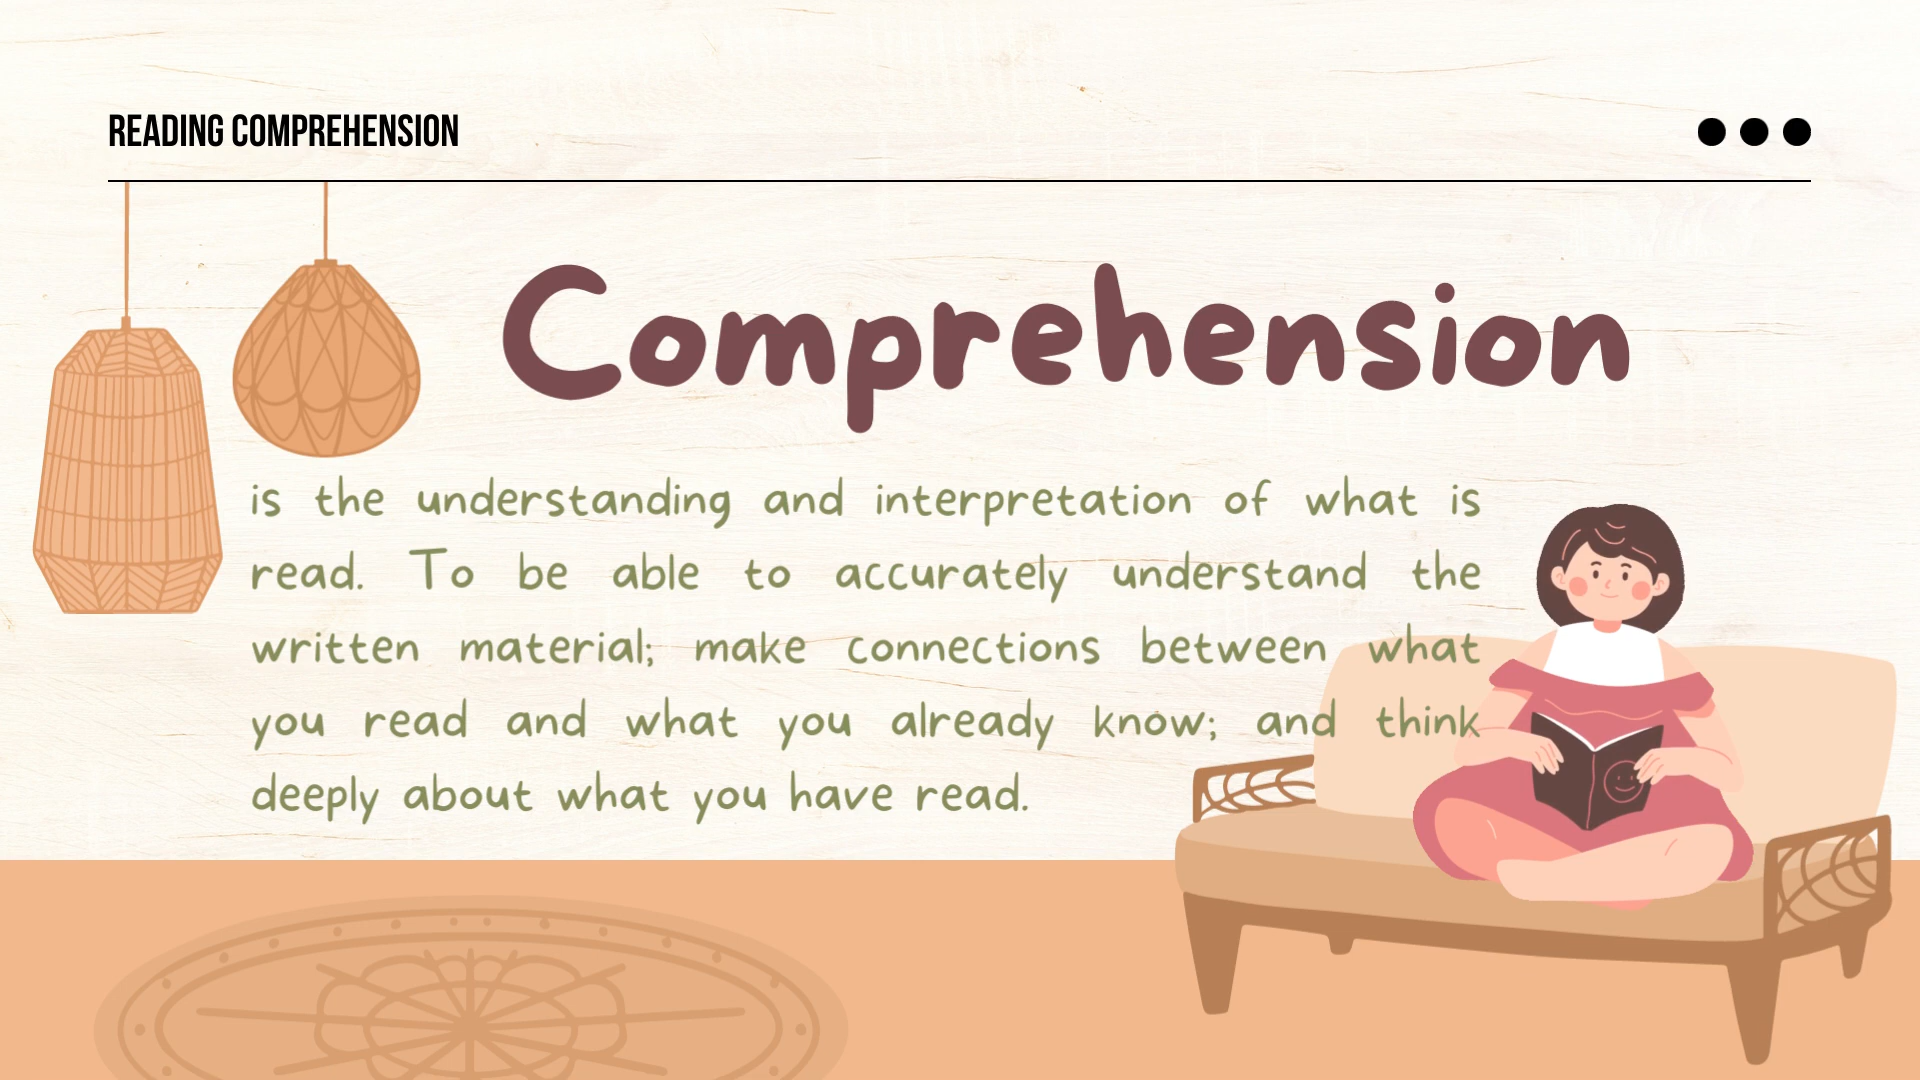 READING COMPREHENSION
Comprehension
is the understanding and interpretation of what is
read. To be able to accurately understand the
written material; make connections between what
you read and what you already know; and think
deeply about what you have read.